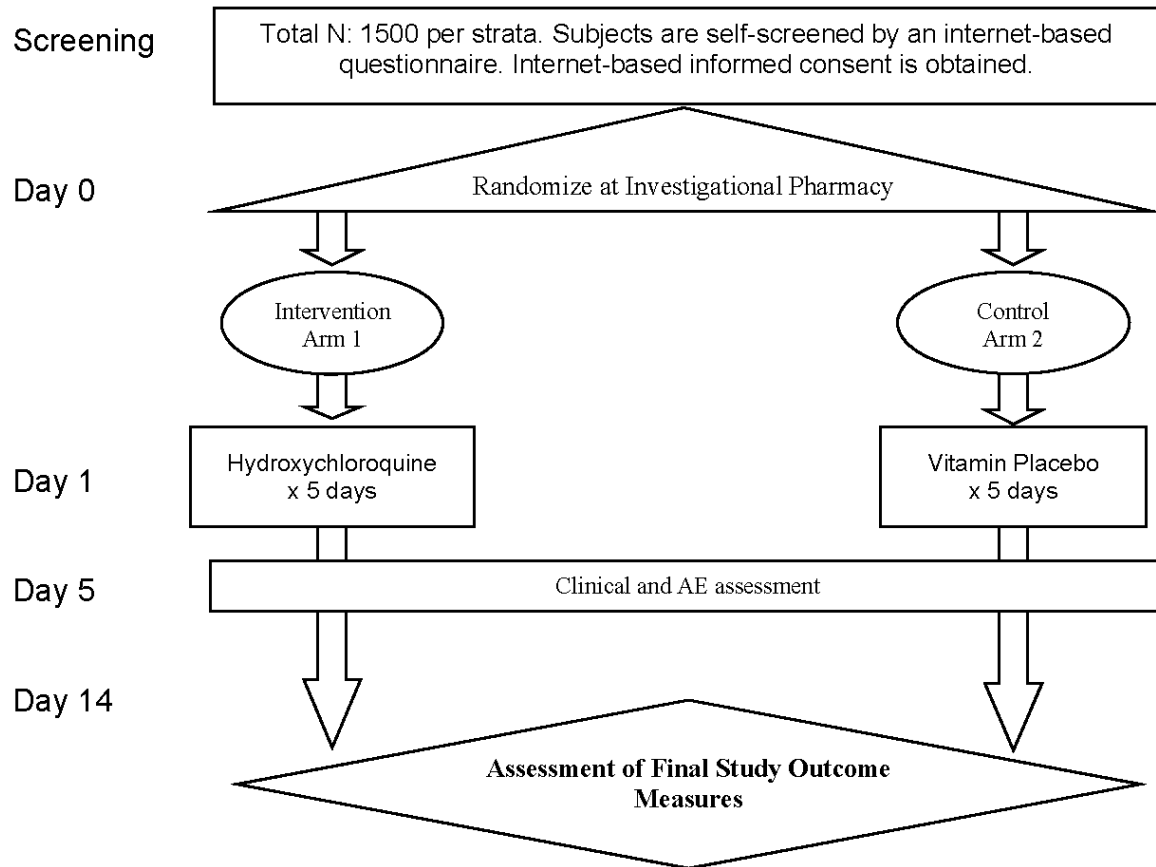 Screening
Total N: 1500 per strata. Subjects are self-screened by an internet-based
questionnaire. Internet-based informed consent is obtained.
Day 0
Randomize at Investigational Pharmacy
Intervention
Arm 1
Control
Arm 2
Day 1
Hydroxychloroquine
x 5 days
Vitamin Placebo
x 5 days
Day 5
Clinical and AE assessment
Day 14
Assessment of Final Study Outcome
Measures